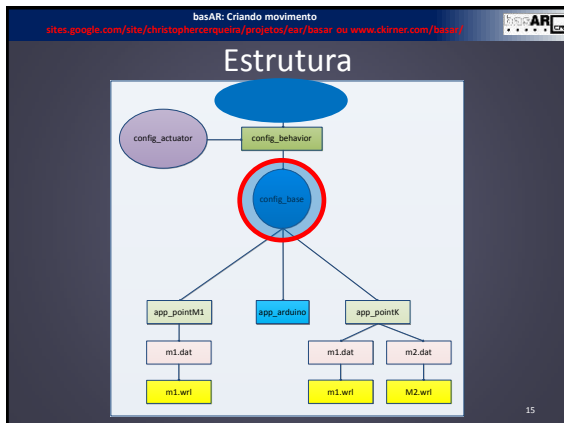 basAR: Criando movimento
sites.google.com/site/christophercerqueira/projetos/ear/basar ou www.ckirner.com/basar/
basAR
Estrutura
config_actuator
config_behavior
config_base
app_pointM1
app_arduino
app_pointK
m1.dat
m1.dat
m2.dat
m1.wrl
m1.wrl
M2.wrl
15